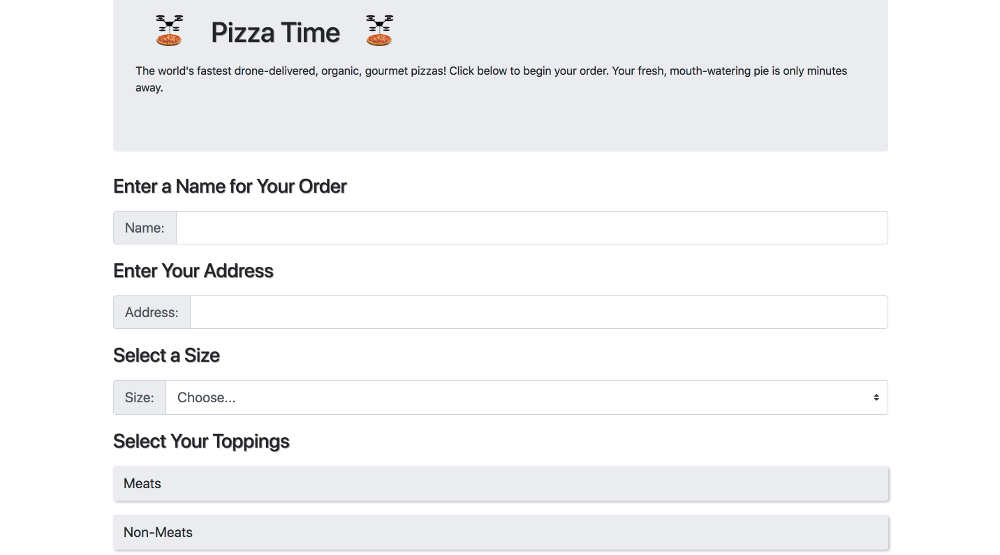 Pizza Time
The world's fastest drone-delivered, organic, gourmet pizzas! Click below to begin your order. Your fresh, mouth-watering pie is only minutes
away.
Enter a Name for Your Order
Name:
Enter Your Address
Address:
Select a Size
Size: Choose...
Select Your Toppings
Meats
Non-Meats